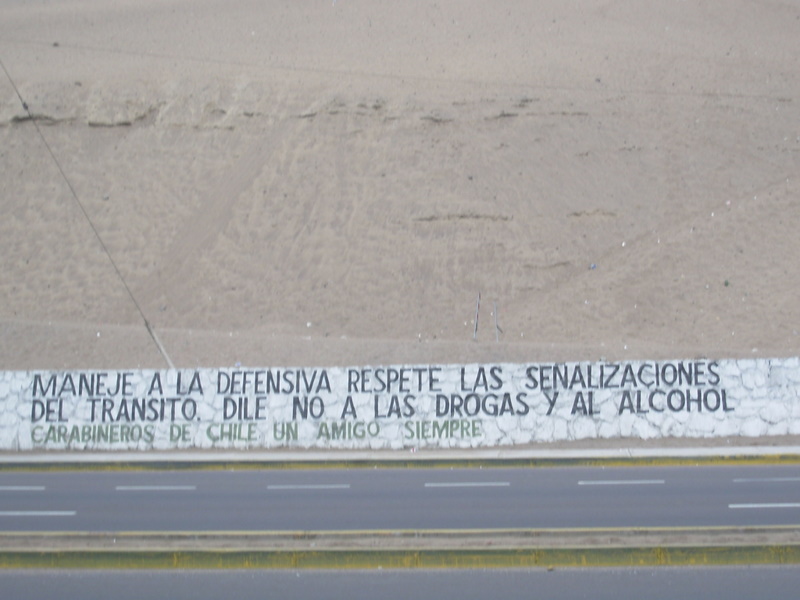 MANEJE A LA DEFENSIVA RESPETE LAS SEÑALIZACIONES
DEL TRANSITO. DILE NO A LAS DROGAS Y AL ALCOHOL
CARABINEROS DE CHILE UN AMIGO SIEMPRE